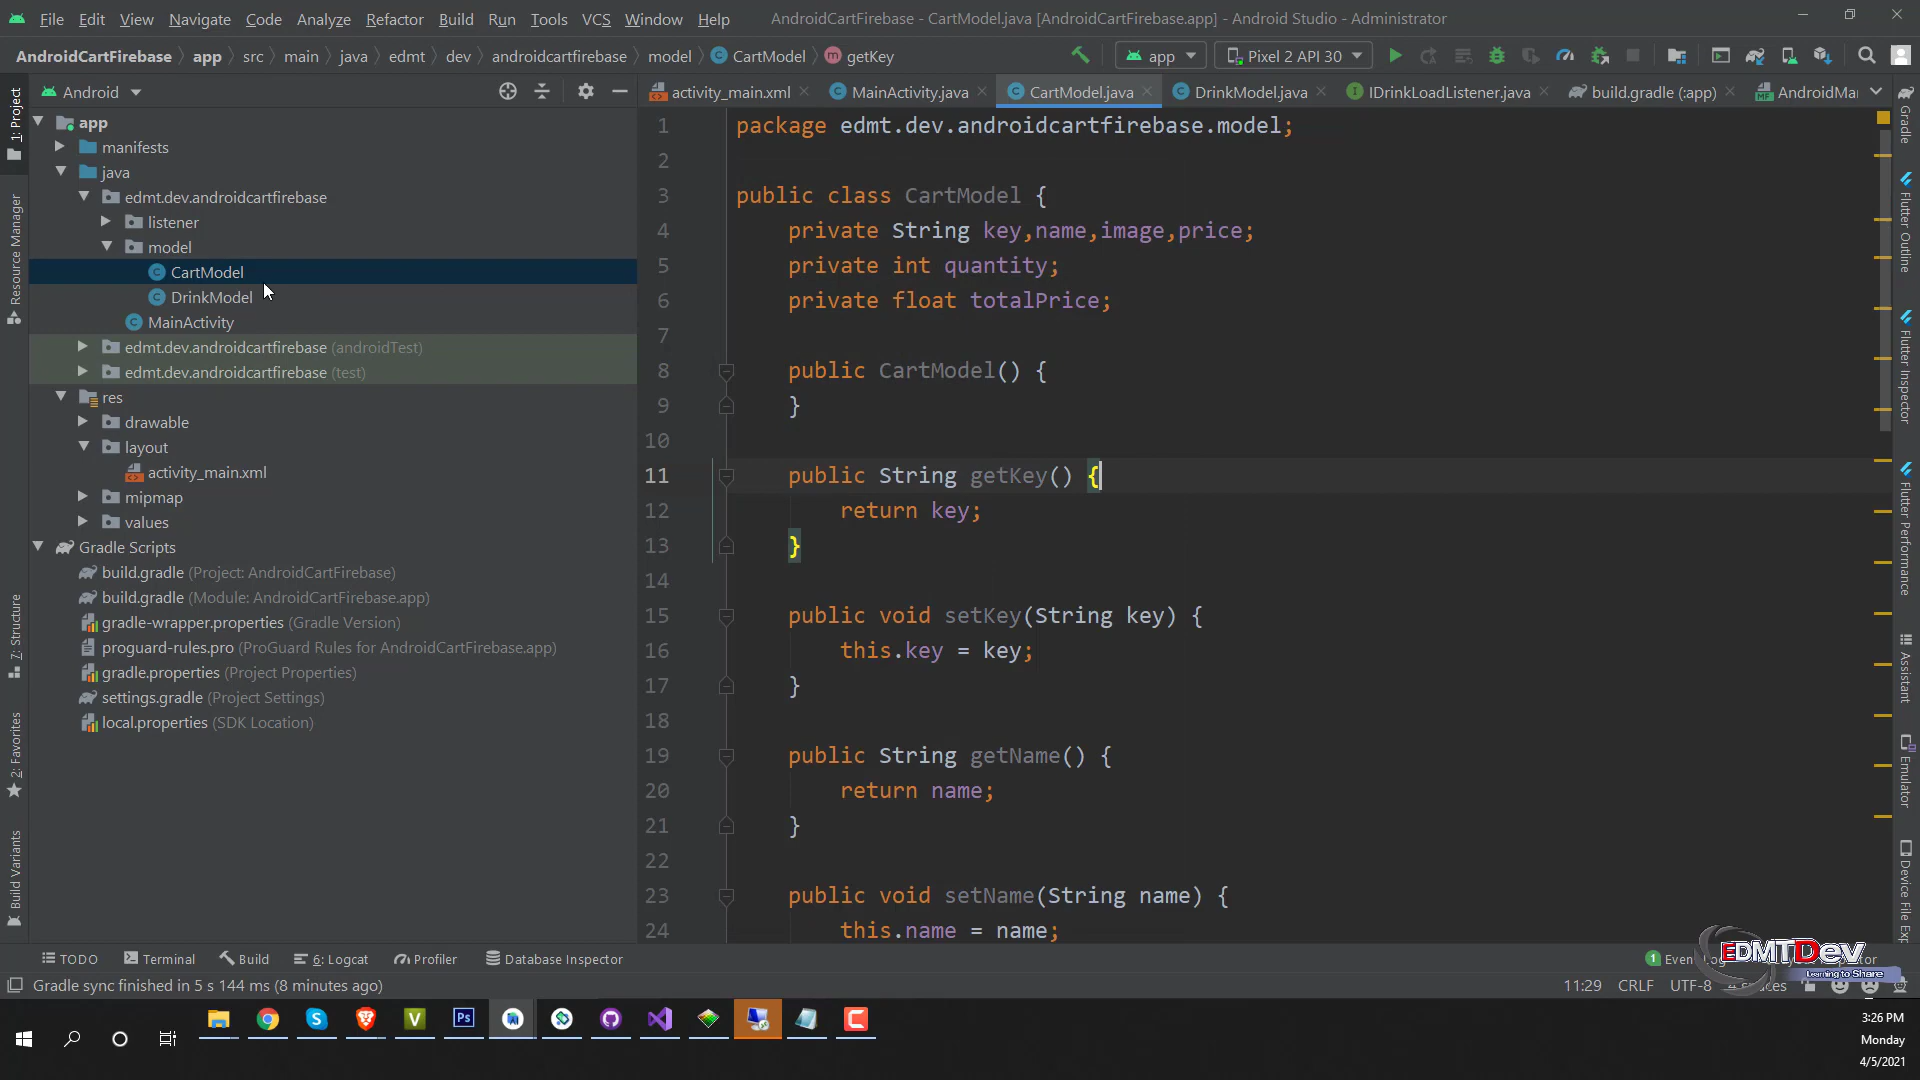 File Edit View Navigate Code Analyze Refactor Build Run Tools VCS Window Help AndroidCartFirebase - CartModel.java [AndroidCartFirebase.app] - Android Studio - Administrator
AndroidCartFirebase app src main java edmt dev androidcartfirebase model CartModel getKey app Pixel 2 API 30
Android
activity_main.xml MainActivity.java CartModel.java DrinkModel.java IDrinkLoadListener.java build.gradle (:app)
1: Project
Resource Manager
7: Structure
2: Favorites
Build Variants
app
manifests
java
edmt.dev.androidcartfirebase
listener
model
CartModel
DrinkModel
MainActivity
edmt.dev.androidcartfirebase (androidTest)
edmt.dev.androidcartfirebase (test)
res
drawable
layout
activity_main.xml
mipmap
values
Gradle Scripts
build.gradle (Project: AndroidCartFirebase)
build.gradle (Module: AndroidCartFirebase.app)
gradle-wrapper.properties (Gradle Version)
proguard-rules.pro (ProGuard Rules for AndroidCartFirebase.app)
gradle.properties (Project Properties)
settings.gradle (Project Settings)
local.properties (SDK Location)
1 package edmt.dev.androidcartfirebase.model;
2
3 public class CartModel {
4 private String key,name,image,price;
5 private int quantity;
6 private float totalPrice;
7
8 public CartModel() {
9 }
10
11 public String getKey() {
12 return key;
13 }
14
15 public void setKey(String key) {
16 this.key = key;
17 }
18
19 public String getName() {
20 return name;
21 }
22
23 public void setName(String name) {
24 this.name = name;
Gradle
Flutter Outline
Flutter Inspector
Flutter Performance
Assistant
Emulator
Device File
TODO Terminal Build 6: Logcat Profiler Database Inspector 1
EDMTDev
Learning to Share
Gradle sync finished in 5 s 144 ms (8 minutes ago) 11:29 CRLF UTF-8 4 spaces
3:26 PM
Monday
4/5/2021